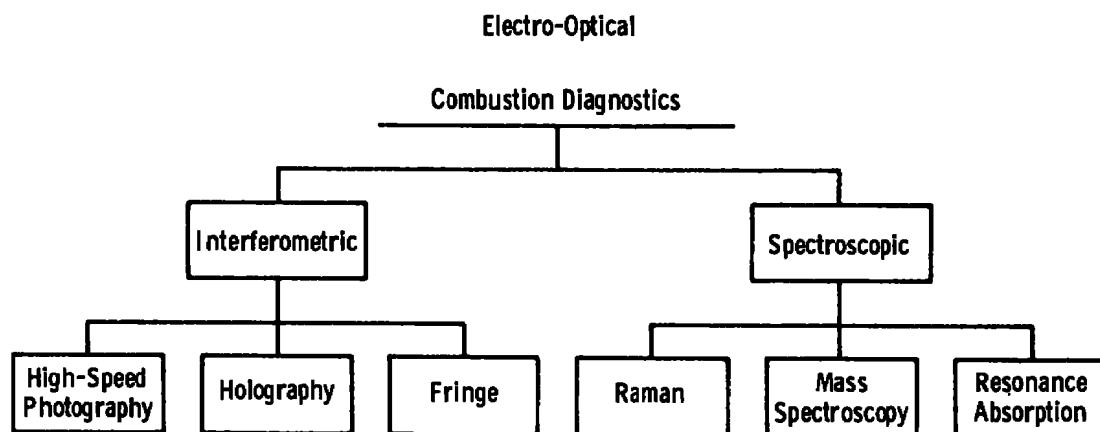 Electro-Optical
Combustion Diagnostics
Interferometric
Spectroscopic
High-Speed
Photography
Holography
Fringe
Raman
Mass
Spectroscopy
Resonance
Absorption